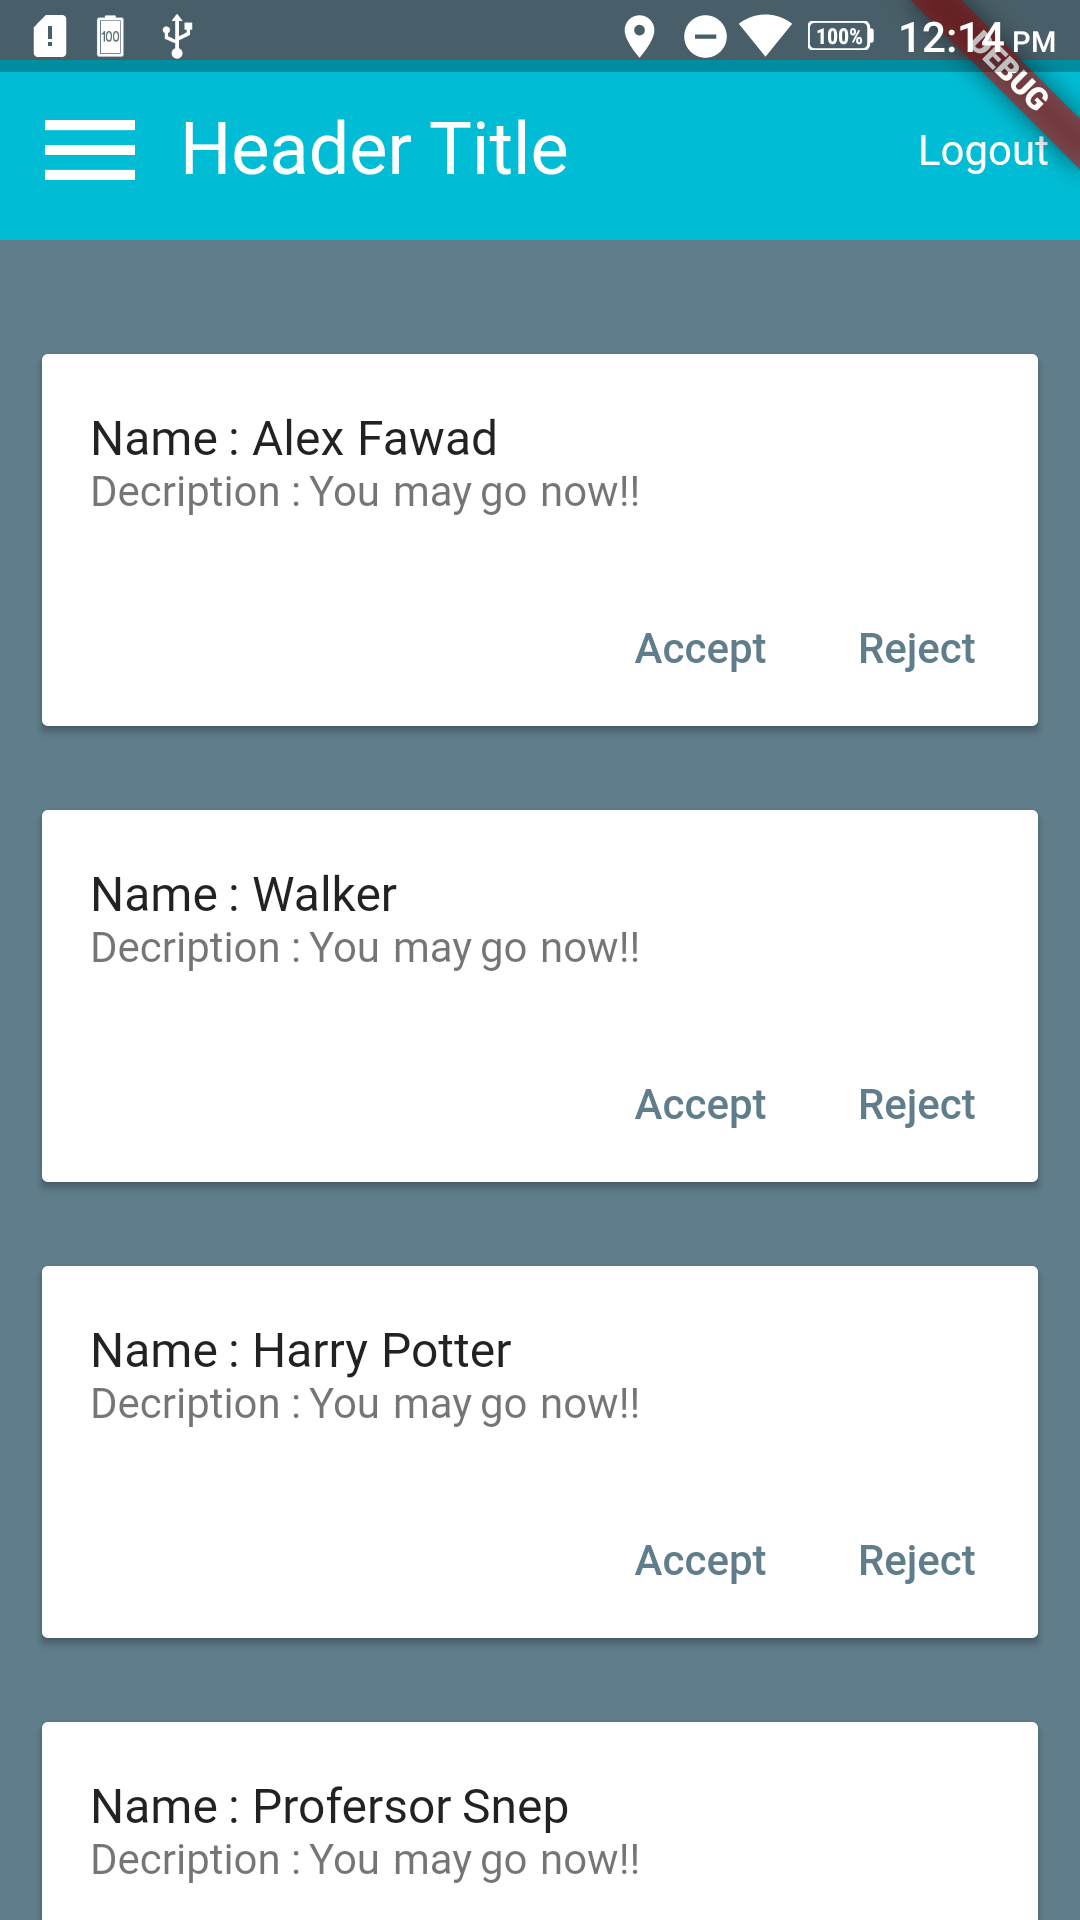 100 100% 12:14 PM
DEBUG
Header Title Logout
Name : Alex Fawad
Decription : You may go now!!
Accept Reject
Name : Walker
Decription : You may go now!!
Accept Reject
Name : Harry Potter
Decription : You may go now!!
Accept Reject
Name : Profersor Snep
Decription : You may go now!!